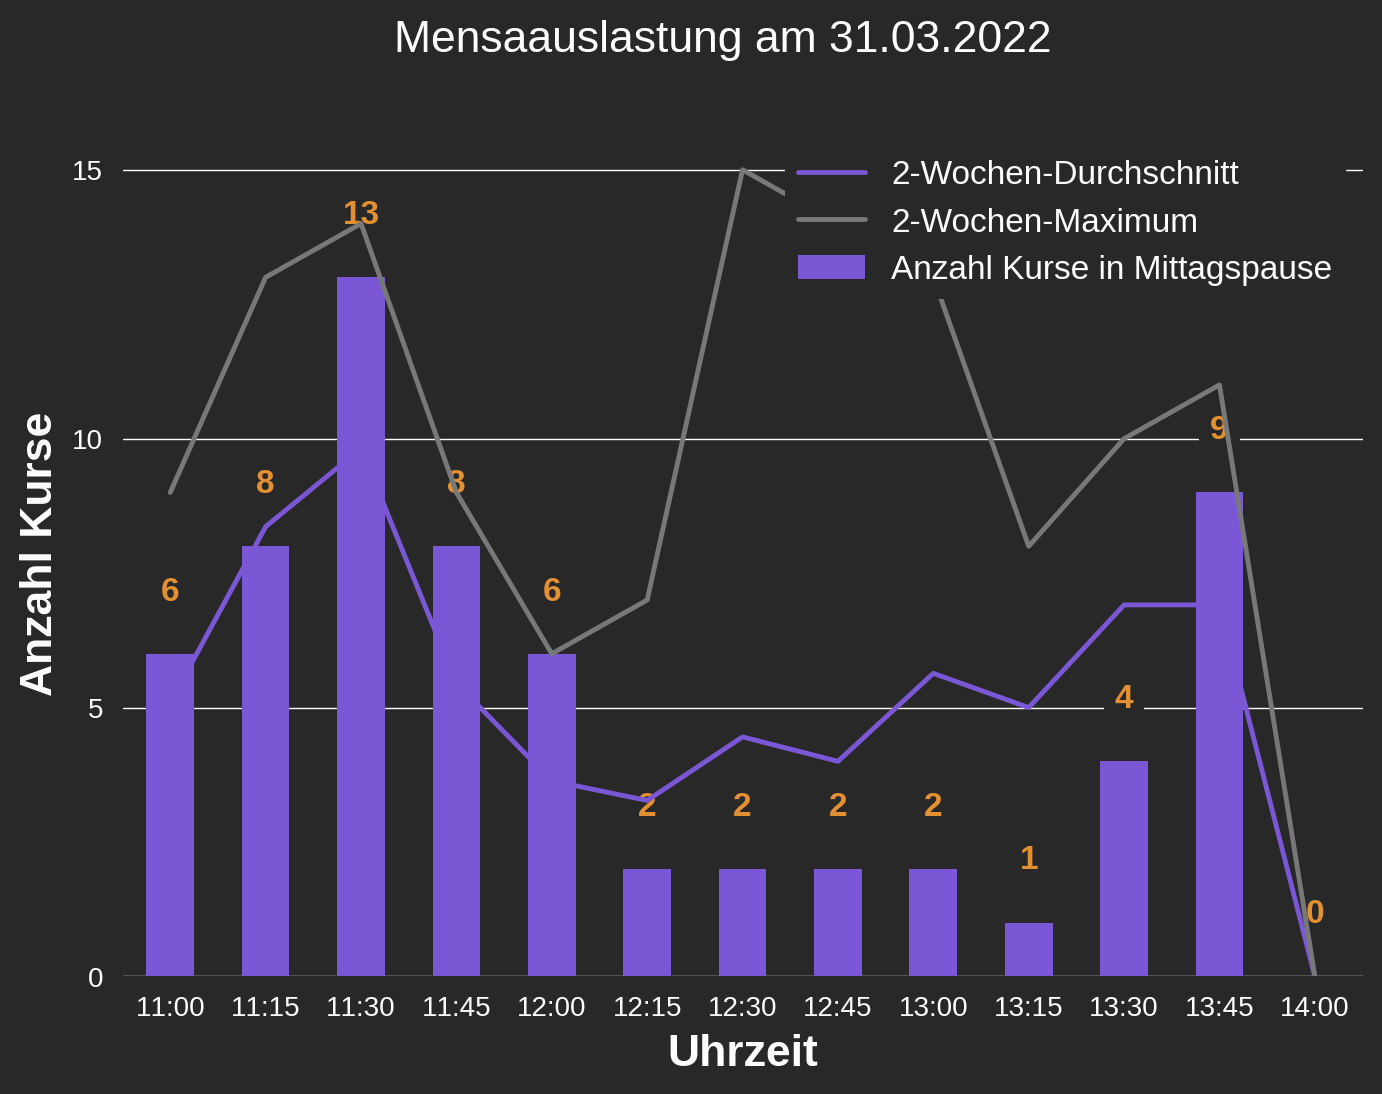 Mensaauslastung am 31.03.2022
2-Wochen-Durchschnitt
2-Wochen-Maximum
Anzahl Kurse in Mittagspause
Anzahl Kurse
15
10
5
0
6
8
13
8
6
2
2
2
2
1
4
9
0
11:00 11:15 11:30 11:45 12:00 12:15 12:30 12:45 13:00 13:15 13:30 13:45 14:00
Uhrzeit